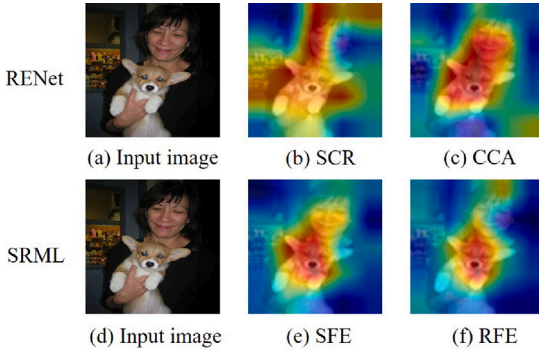 RENet
(a) Input image (b) SCR (c) CCA
SRML
(d) Input image (e) SFE (f) RFE